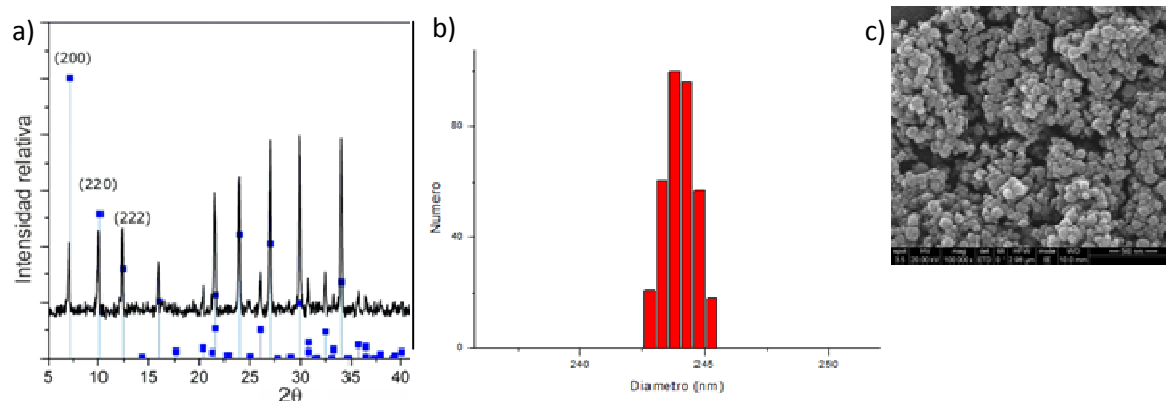 a)
(200)
(220)
(222)
Intensidad relativa
5 10 15 20 25 30 35 40
2θ
b)
80
40
0
Numero
240 245 250
Diametro (nm)
c)